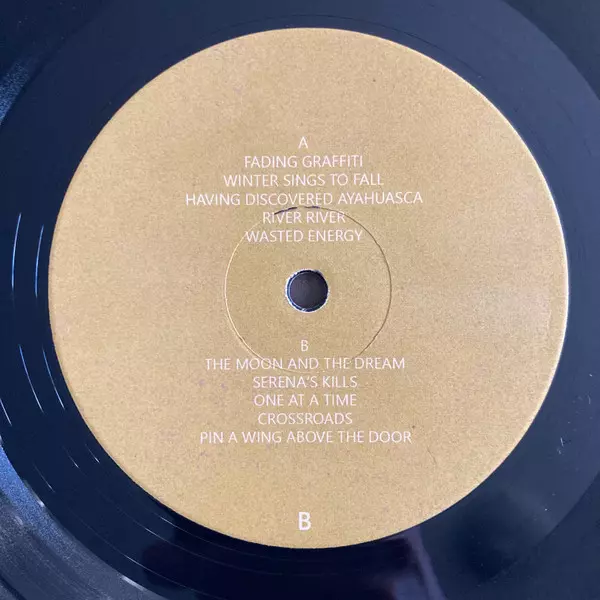 A
FADING GRAFFITI
WINTER SINGS TO FALL
HAVING DISCOVERED AYAHUASCA
RIVER RIVER
WASTED ENERGY
B
THE MOON AND THE DREAM
SERENA'S KILLS
ONE AT A TIME
CROSSROADS
PIN A WING ABOVE THE DOOR
B